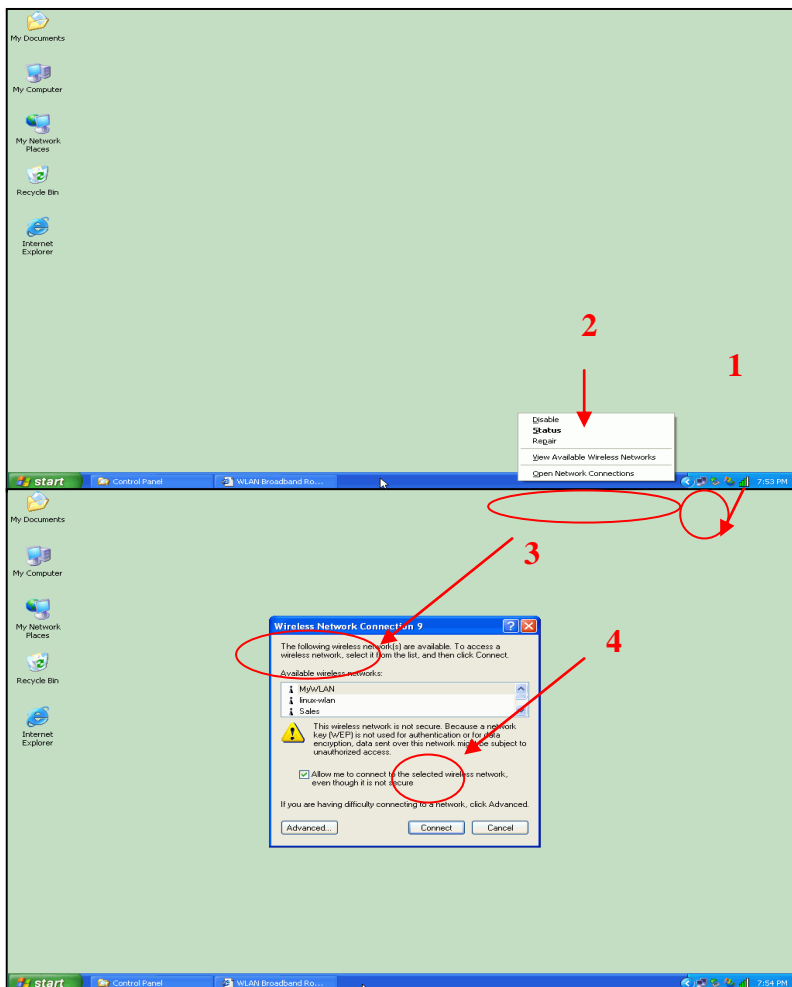 My Documents
My Computer
My Network
Places
Recycle Bin
Internet
Explorer
2
1
Disable
Status
Repair
View Available Wireless Networks
Open Network Connections
start
Control Panel
WLAN Broadband Ro...
7:53 PM
My Documents
My Computer
My Network
Places
Recycle Bin
Internet
Explorer
3
4
Wireless Network Connection 9
The following wireless network(s) are available. To access a
wireless network, select it from the list, and then click Connect.
Available wireless networks:
MyWLAN
linux-wlan
Sales
This wireless network is not secure. Because a network
key (WEP) is not used for authentication or for data
encryption, data sent over this network might be subject to
unauthorized access.
Allow me to connect to the selected wireless network,
even though it is not secure
If you are having difficulty connecting to a network, click Advanced.
Advanced...
Connect
Cancel
start
Control Panel
WLAN Broadband Ro...
7:54 PM